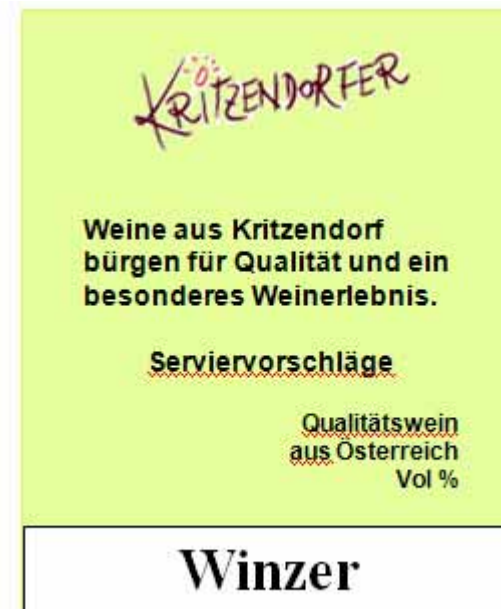 KRITZENDORFER
Weine aus Kritzendorf
bürgen für Qualität und ein
besonderes Weinerlebnis.
Serviervorschläge
Qualitätswein
aus Österreich
Vol %
Winzer